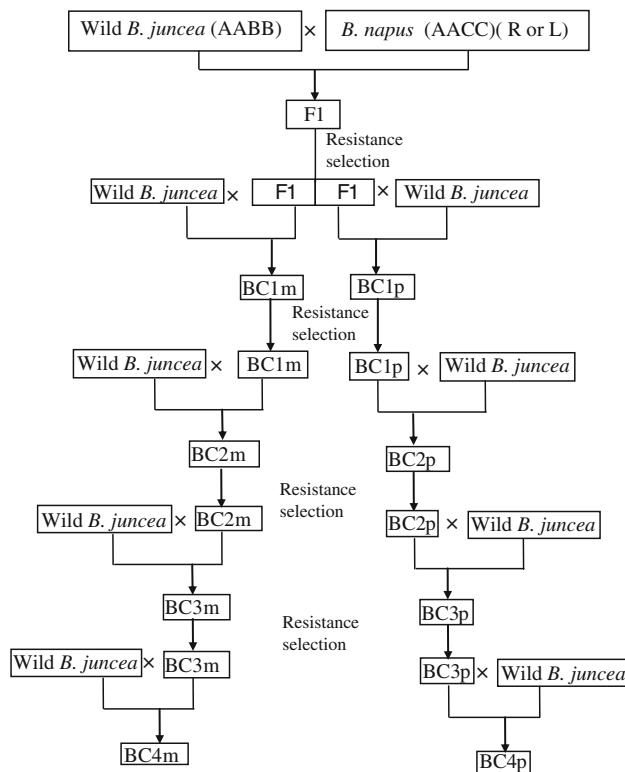 Wild B. juncea (AABB) × B. napus (AACC)( R or L)
F1
Resistance
selection
Wild B. juncea × F1 F1 × Wild B. juncea
BC1m BC1p
Resistance
selection
Wild B. juncea × BC1m BC1p × Wild B. juncea
BC2m BC2p
Resistance
selection
Wild B. juncea × BC2m BC2p × Wild B. juncea
BC3m BC3p
Resistance
selection
Wild B. juncea × BC3m BC3p × Wild B. juncea
BC4m BC4p